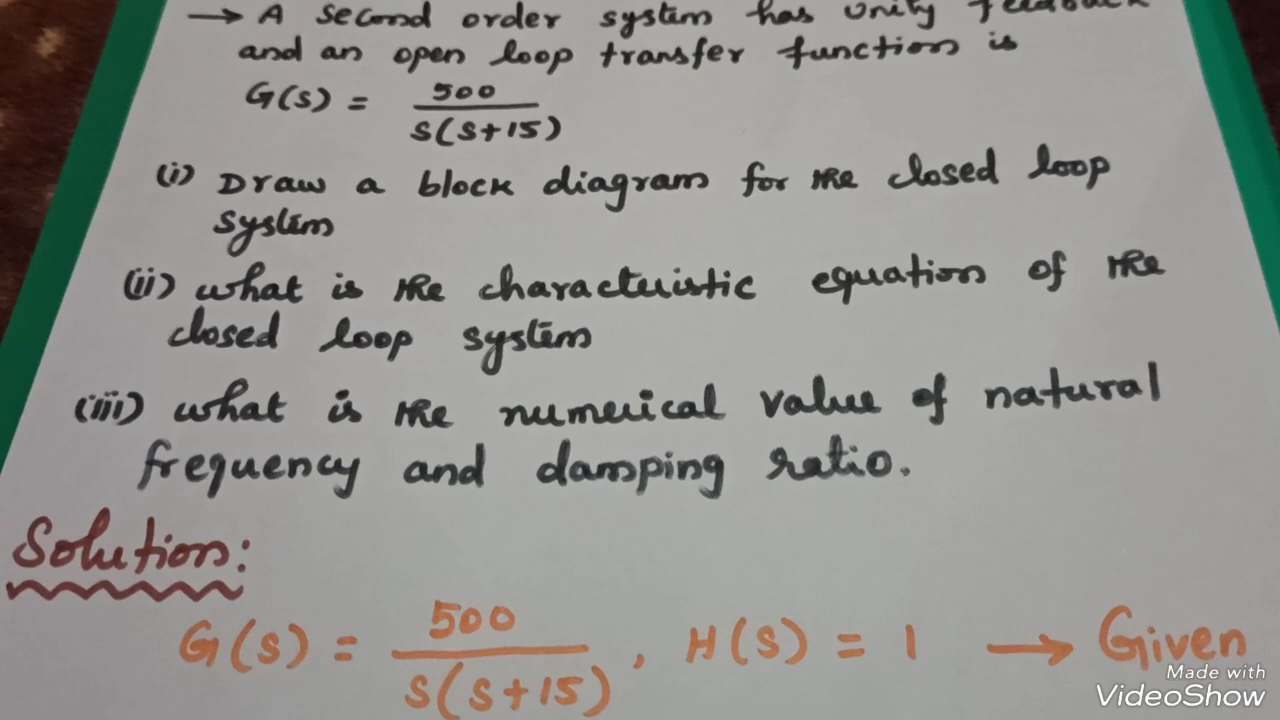 → A second order system has unity feedback
and an open loop transfer function is
G(s) = 500
s(s+15)
(i) Draw a block diagram for the closed loop
system
(ii) what is the characteristic equation of the
closed loop system
(iii) what is the numerical value of natural
frequency and damping ratio.
Solution:
G(s) = 500 , H(s) = 1 → Given
s(s+15)
Made with
VideoShow